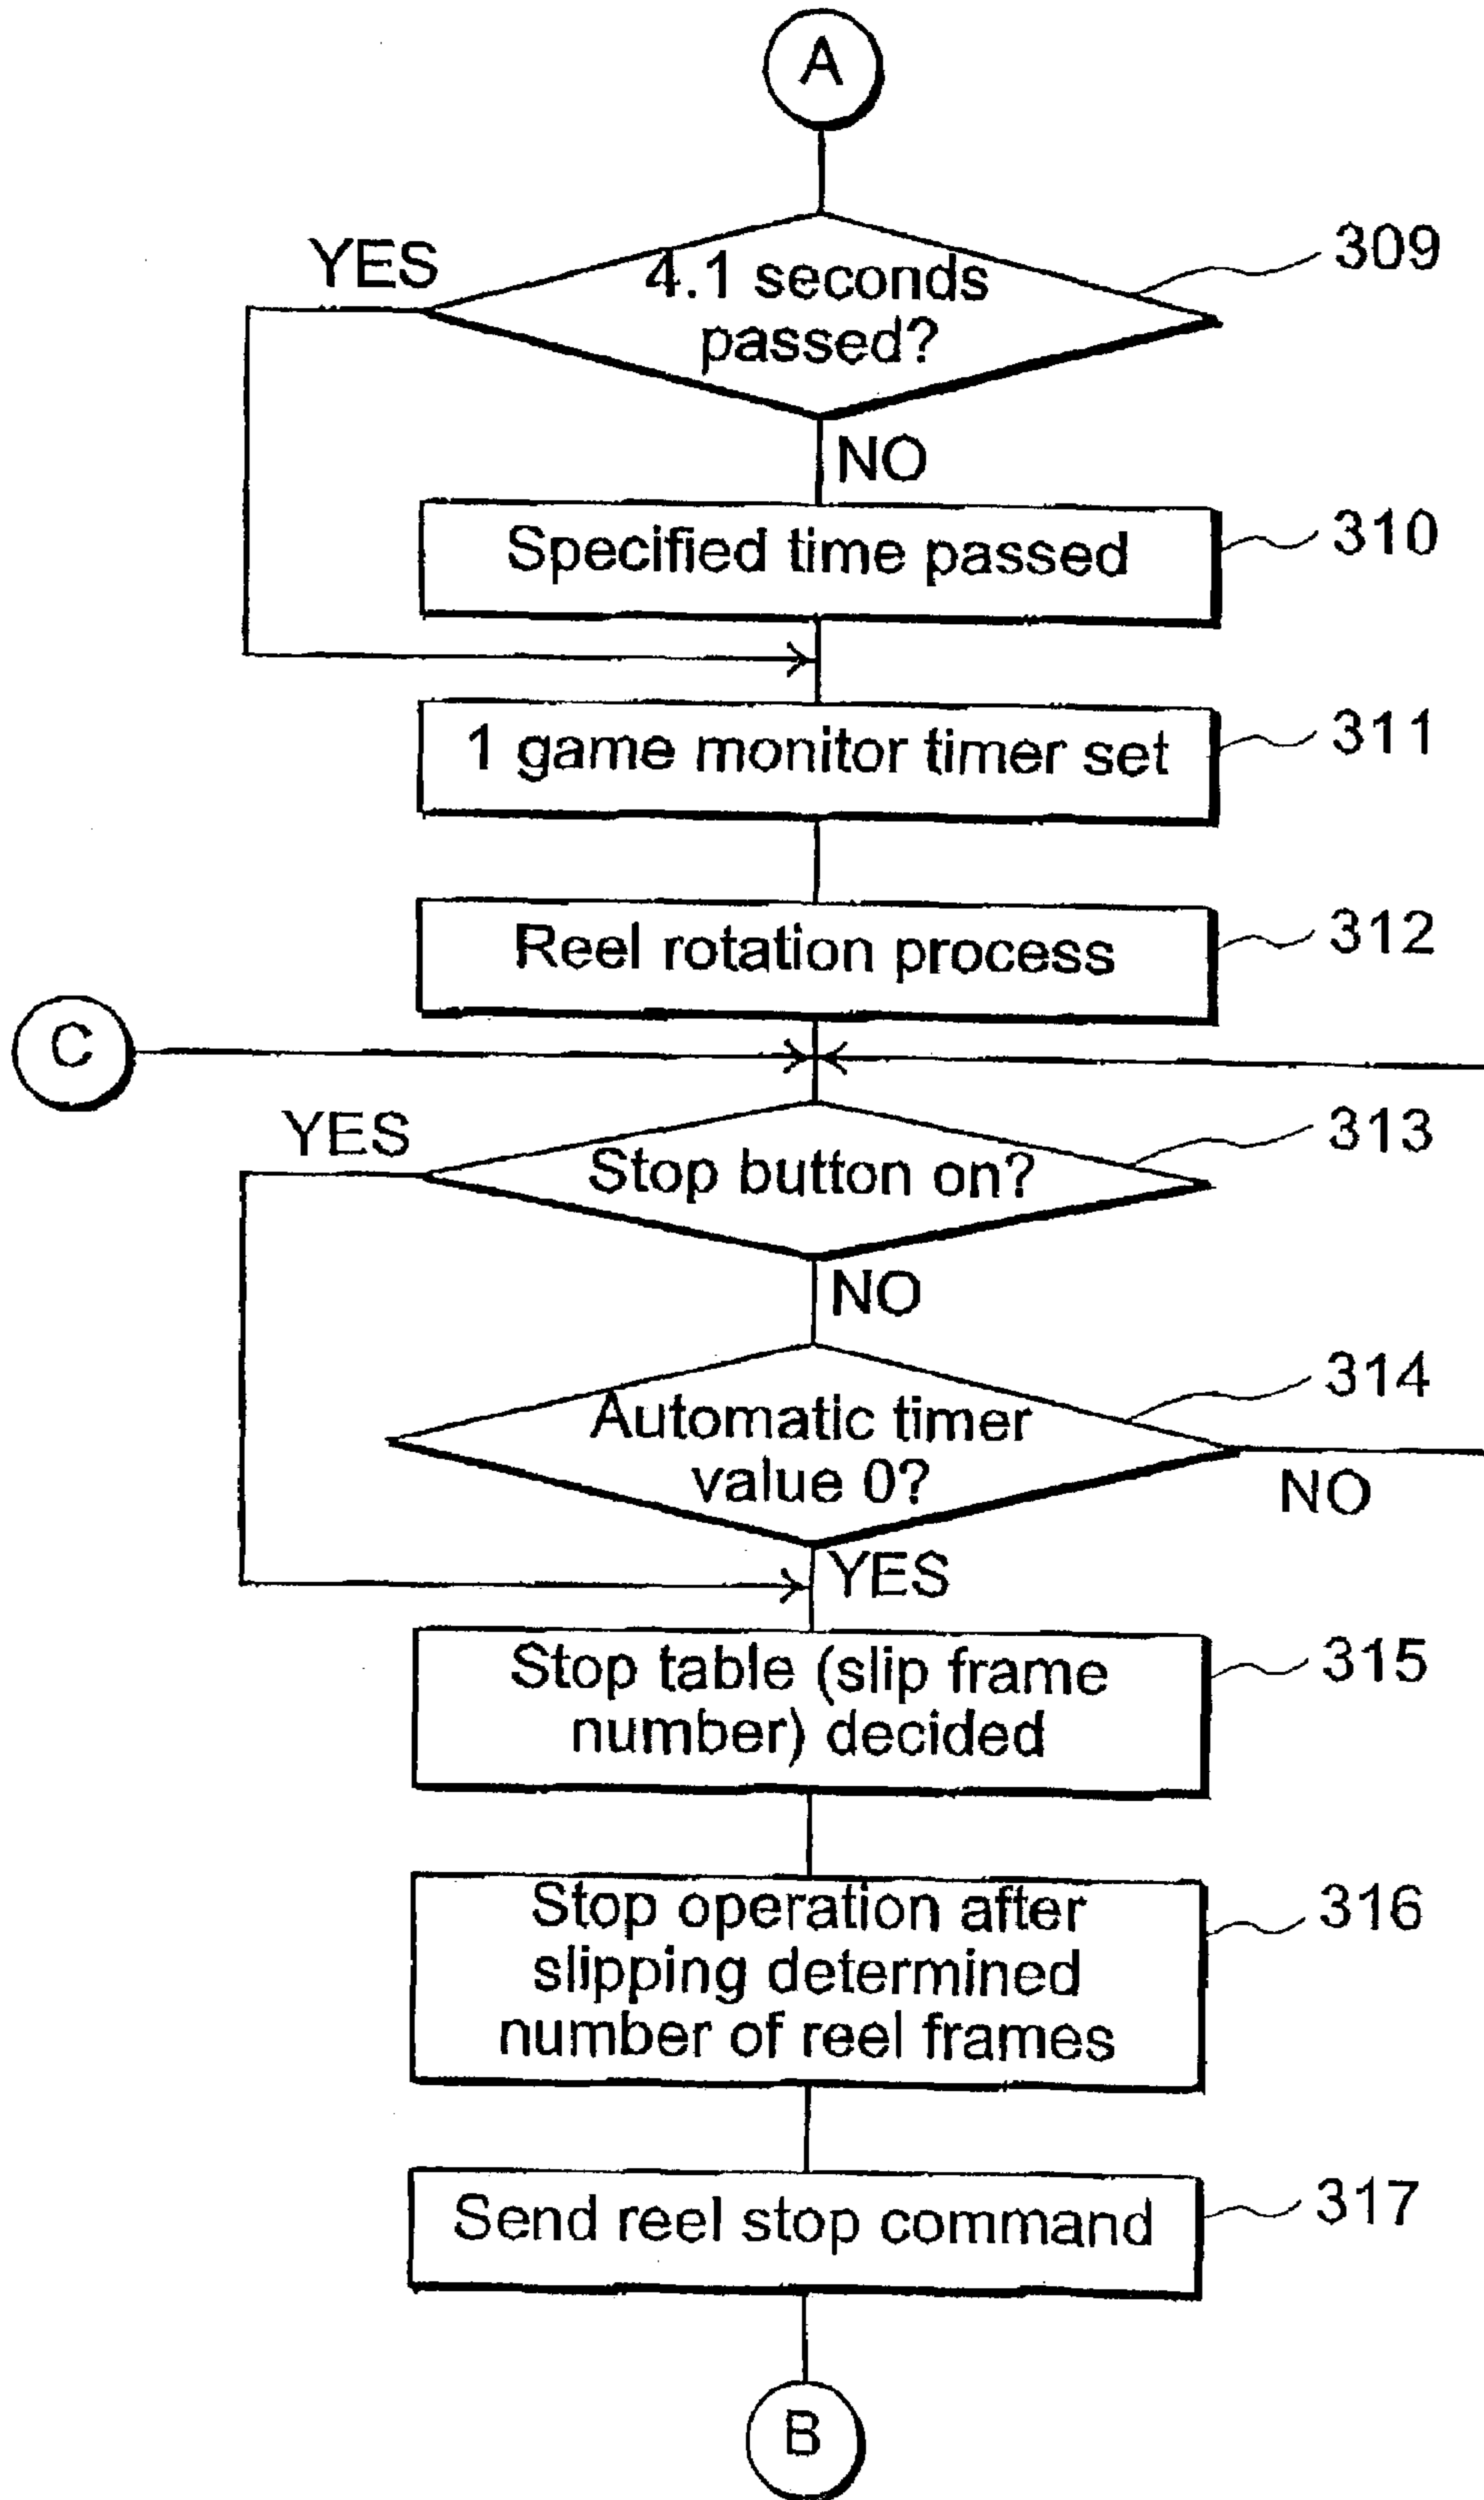 A
YES
4.1 seconds
passed?
309
NO
Specified time passed
310
1 game monitor timer set
311
Reel rotation process
312
C
YES
Stop button on?
313
NO
Automatic timer
value 0?
314
NO
YES
Stop table (slip frame
number) decided
315
Stop operation after
slipping determined
number of reel frames
316
Send reel stop command
317
B